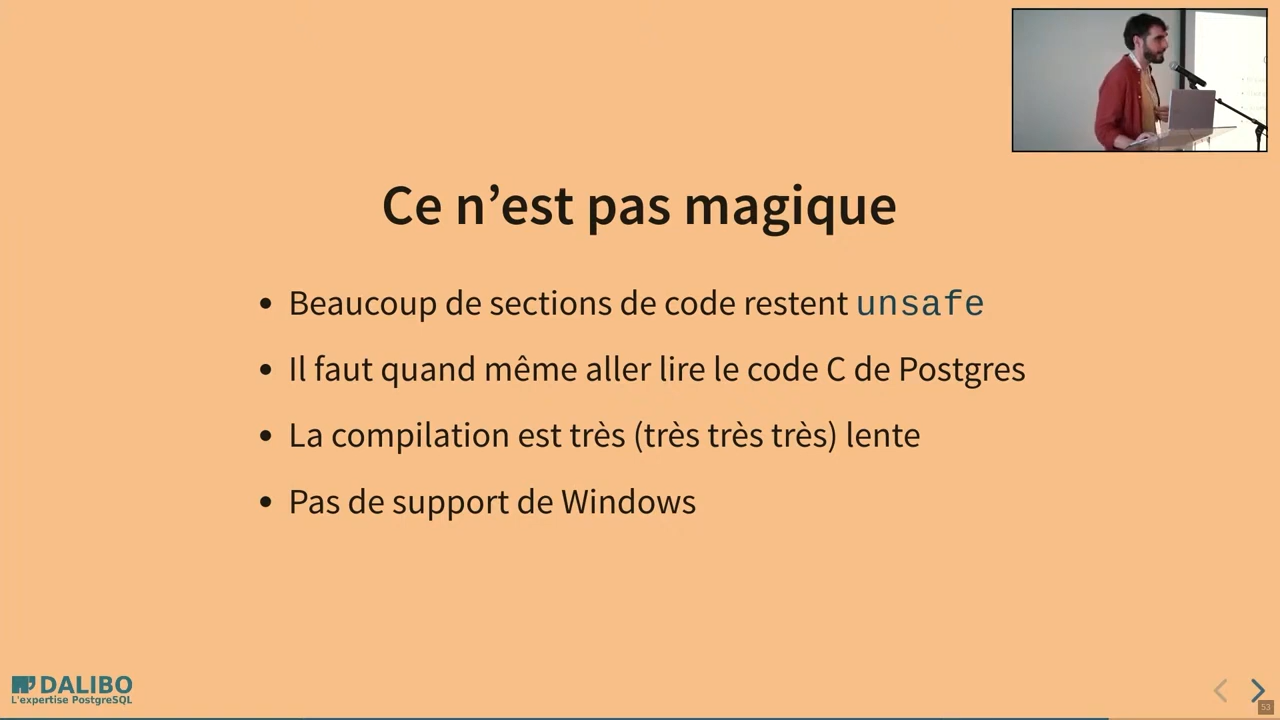 Ce n’est pas magique
Beaucoup de sections de code restent unsafe
Il faut quand même aller lire le code C de Postgres
La compilation est très (très très très) lente
Pas de support de Windows
DALIBO
L'expertise PostgreSQL
53